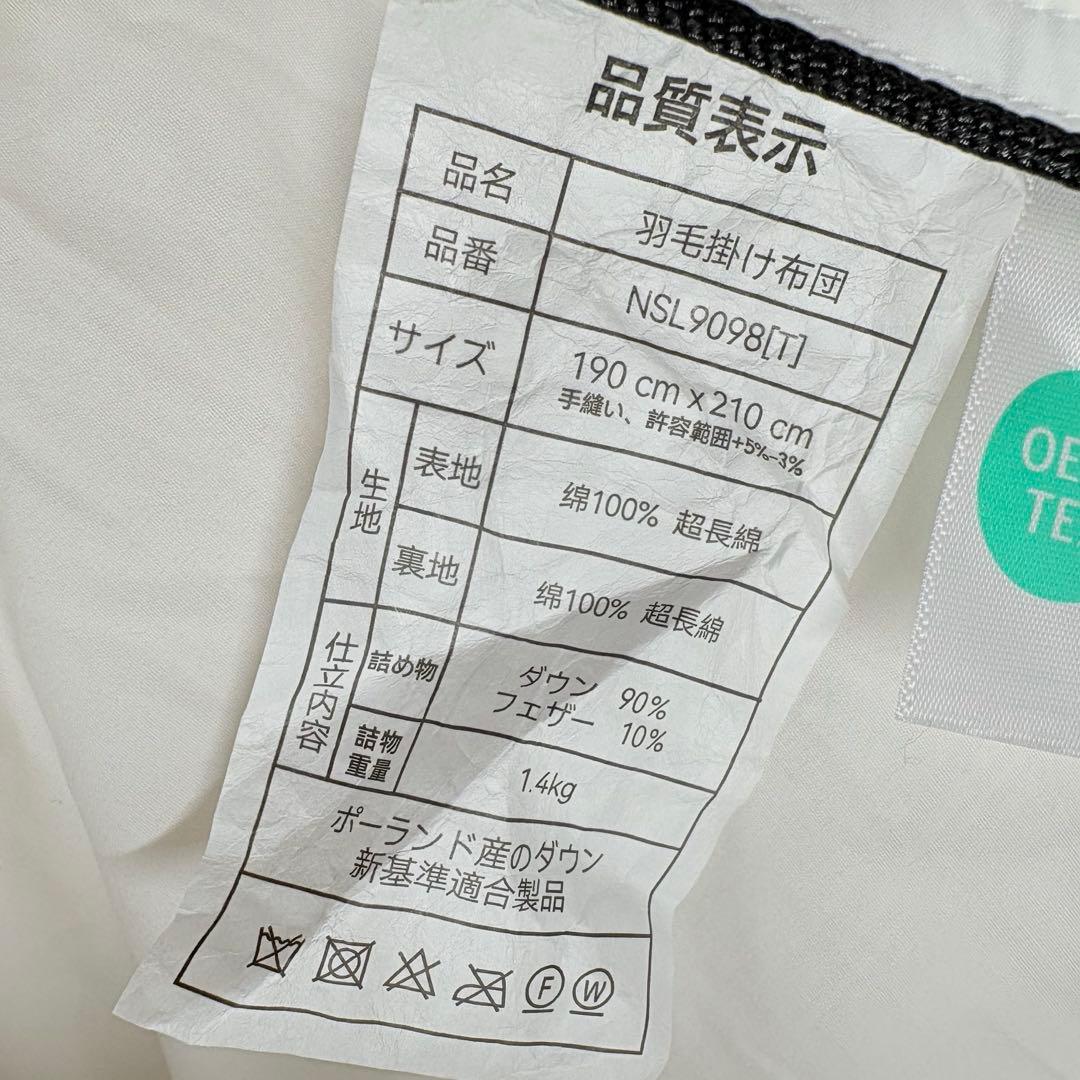 品質表示
品名
羽毛掛け布団
品番
NSL9098[T]
サイズ
190 cm x 210 cm
手縫い、許容範囲+5%-3%
生地
表地
绵100% 超長綿
裏地
绵100% 超長綿
仕立内容
詰め物
ダウン 90%
フェザー 10%
詰物
重量
1.4kg
ポーランド産のダウン
新基準適合製品
F
W
OE
TE